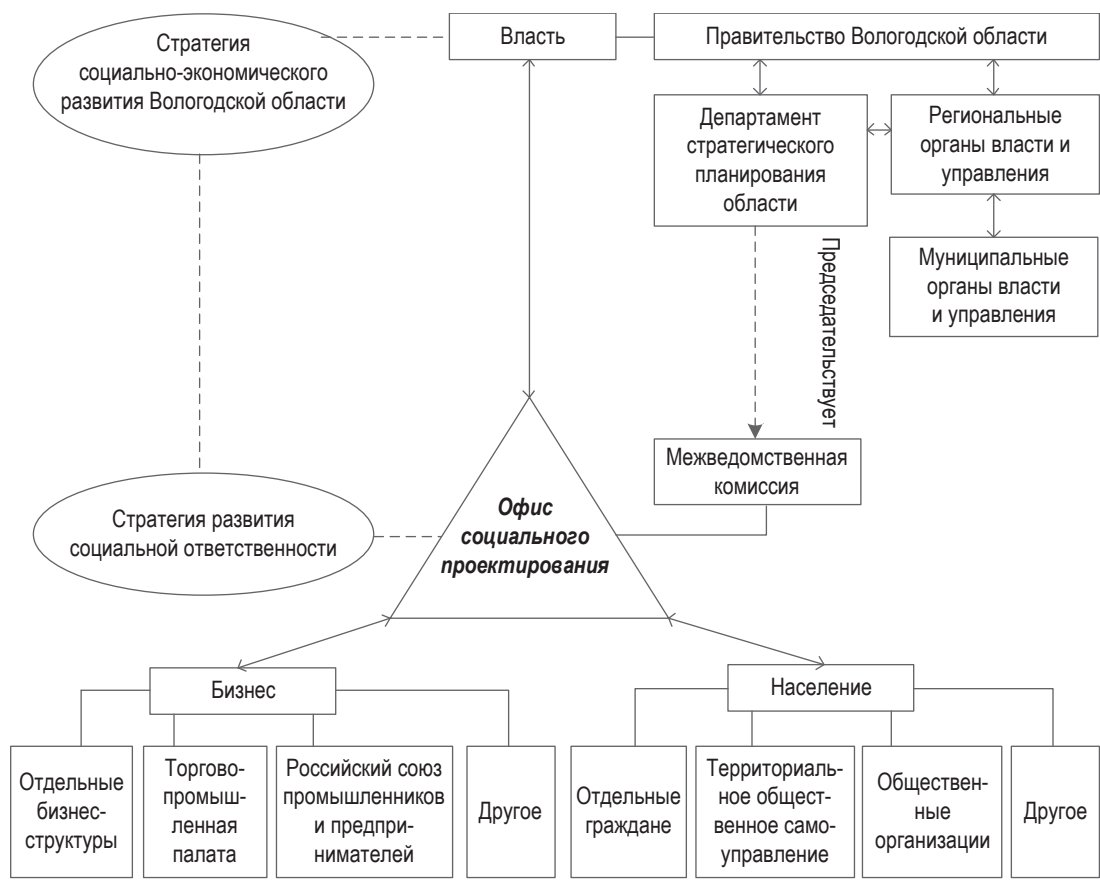 Стратегия
социально-экономического
развития Вологодской области
Власть
Правительство Вологодской области
Департамент
стратегического
планирования
области
Региональные
органы власти и
управления
Муниципальные
органы власти
и управления
Председательствует
Межведомственная
комиссия
Стратегия развития
социальной ответственности
Офис
социального
проектирования
Бизнес
Население
Отдельные
бизнес-
структуры
Торгово-
промыш-
ленная
палата
Российский союз
промышленников
и предпри-
нимателей
Другое
Отдельные
граждане
Территориаль-
ное общест-
венное само-
управление
Обществен-
ные
организации
Другое